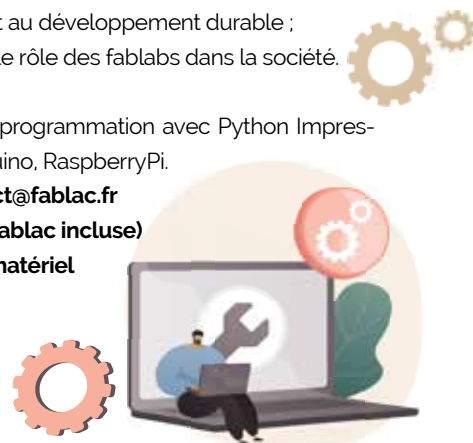 t au développement durable ;
le rôle des fablabs dans la société.
programmation avec Python Impres-
uino, RaspberryPi.
ct@fablac.fr
ablac incluse)
matériel